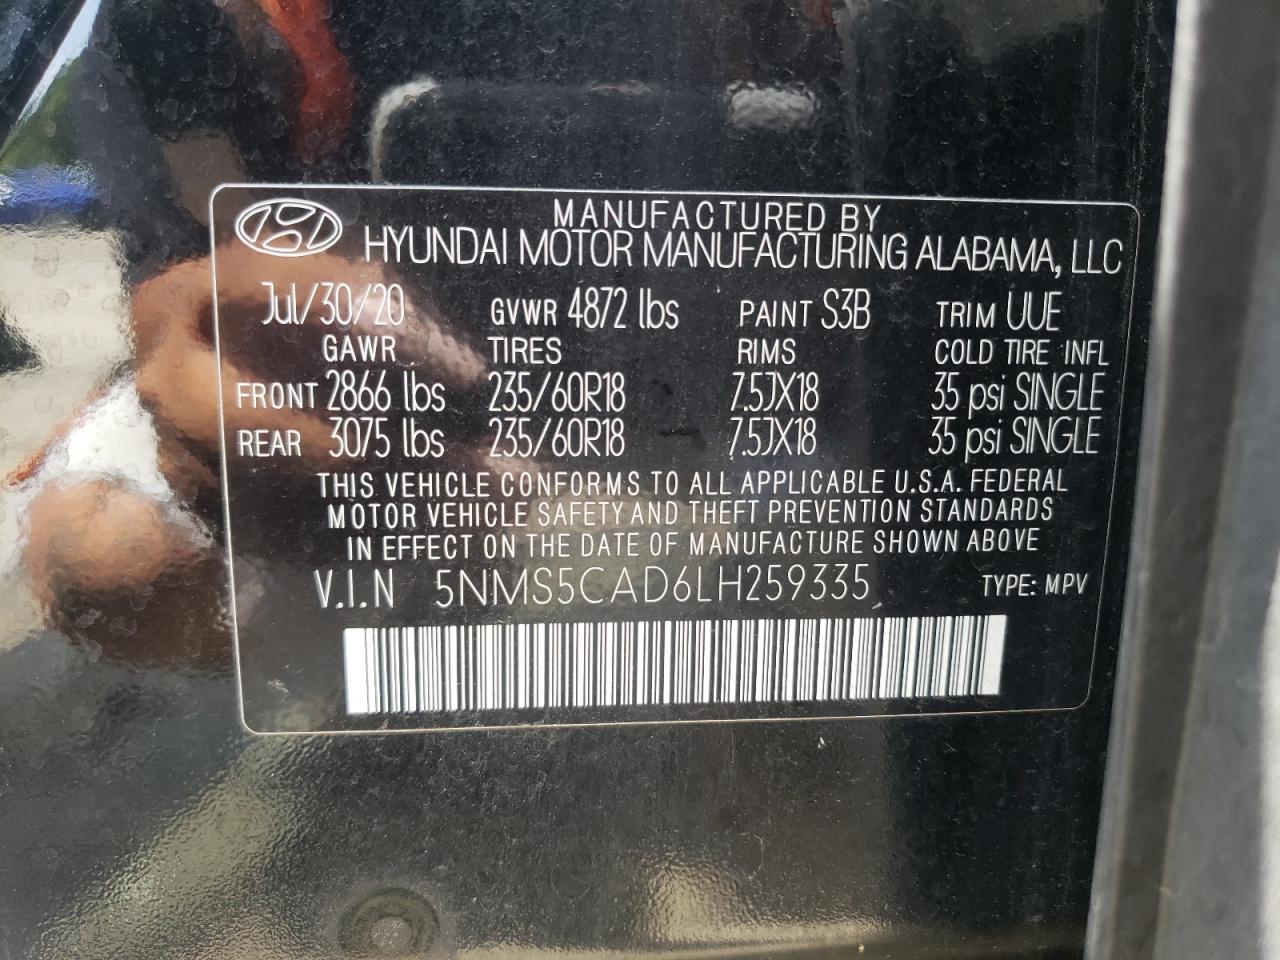 MANUFACTURED BY
HYUNDAI MOTOR MANUFACTURING ALABAMA, LLC
Jul/30/20 GVWR 4872 lbs PAINT S3B TRIM UUE
GAWR TIRES RIMS COLD TIRE INFL
FRONT 2866 lbs 235/60R18 7.5JX18 35 psi SINGLE
REAR 3075 lbs 235/60R18 7.5JX18 35 psi SINGLE
THIS VEHICLE CONFORMS TO ALL APPLICABLE U.S.A. FEDERAL
MOTOR VEHICLE SAFETY AND THEFT PREVENTION STANDARDS
IN EFFECT ON THE DATE OF MANUFACTURE SHOWN ABOVE
V.I.N 5NMS5CAD6LH259335 TYPE: MPV